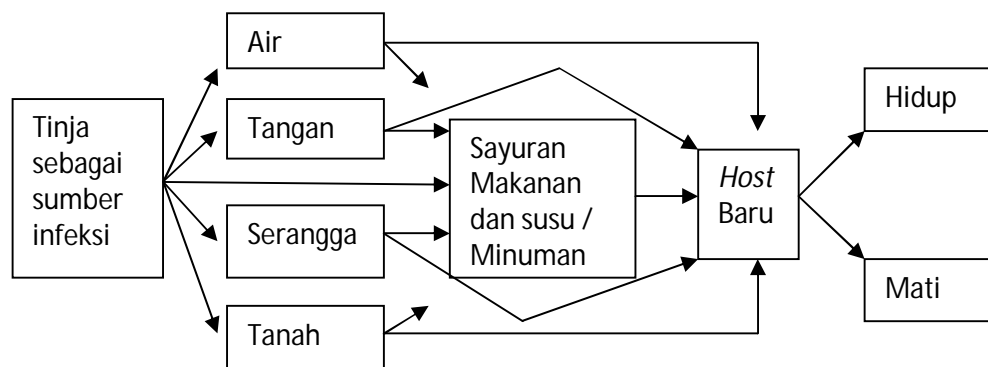 Tinja
sebagai
sumber
infeksi
Air
Tangan
Serangga
Tanah
Sayuran
Makanan
dan susu /
Minuman
Host
Baru
Hidup
Mati